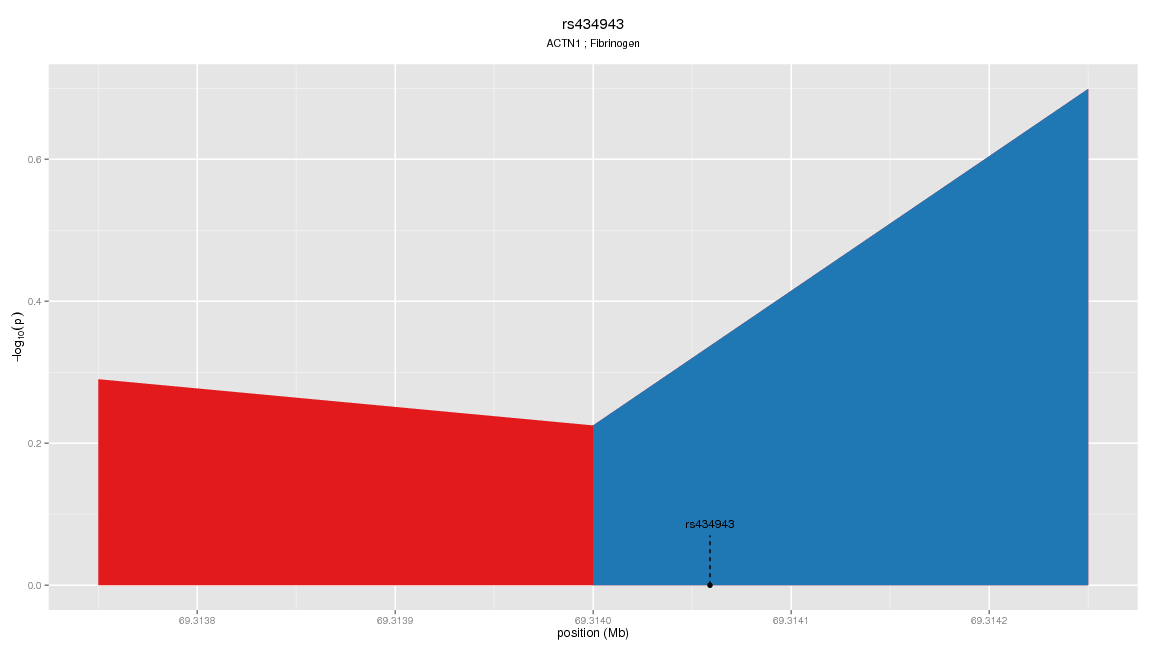 rs434943
ACTN1 ; Fibrinogen
0.6
0.4
0.2
0.0
−log10(p)
rs434943
69.3138
69.3139
69.3140
69.3141
69.3142
position (Mb)